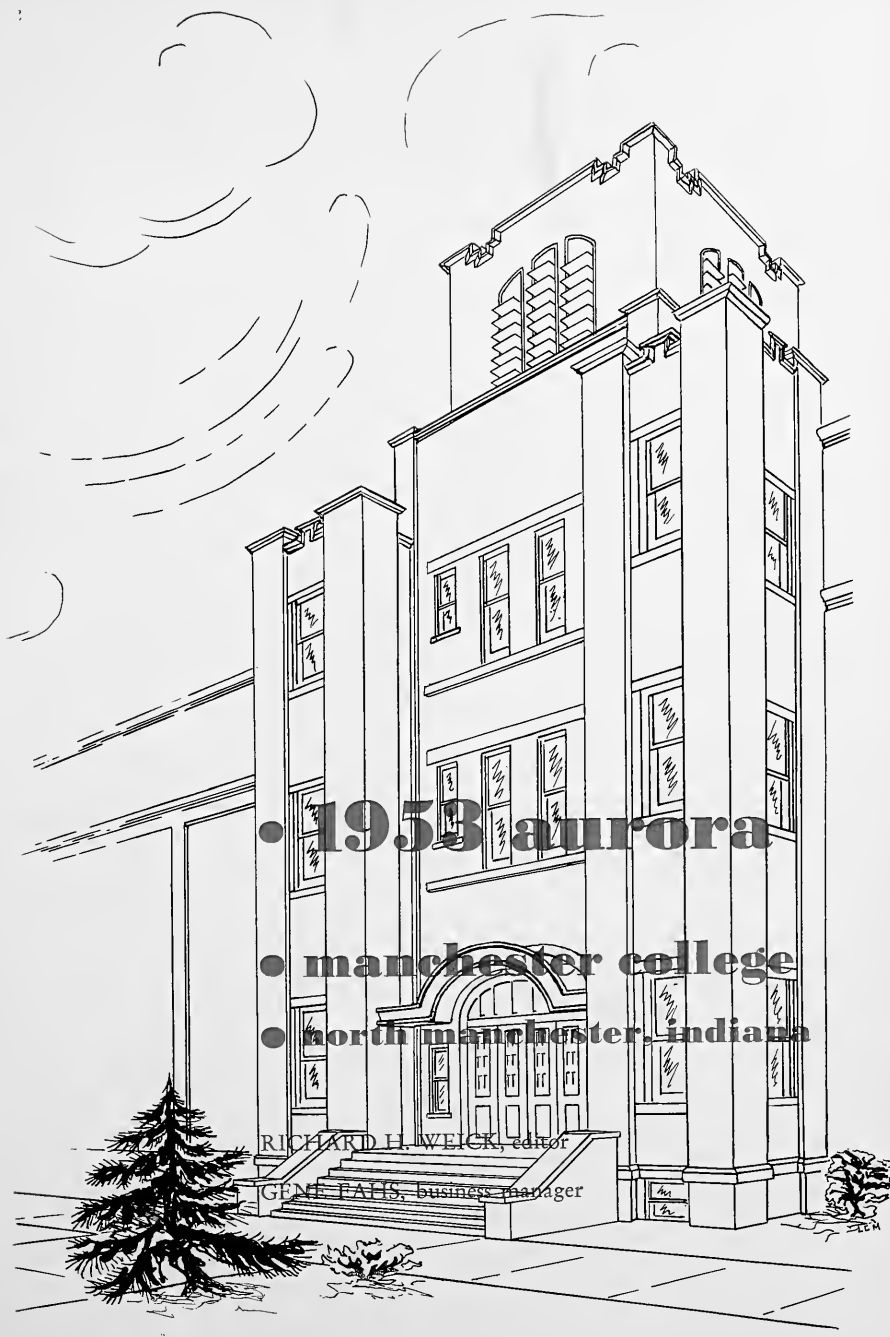 • 1953 aurora
• manchester college
• north manchester, indiana
RICHARD H. WEICK, editor
GENE FAHS, business manager